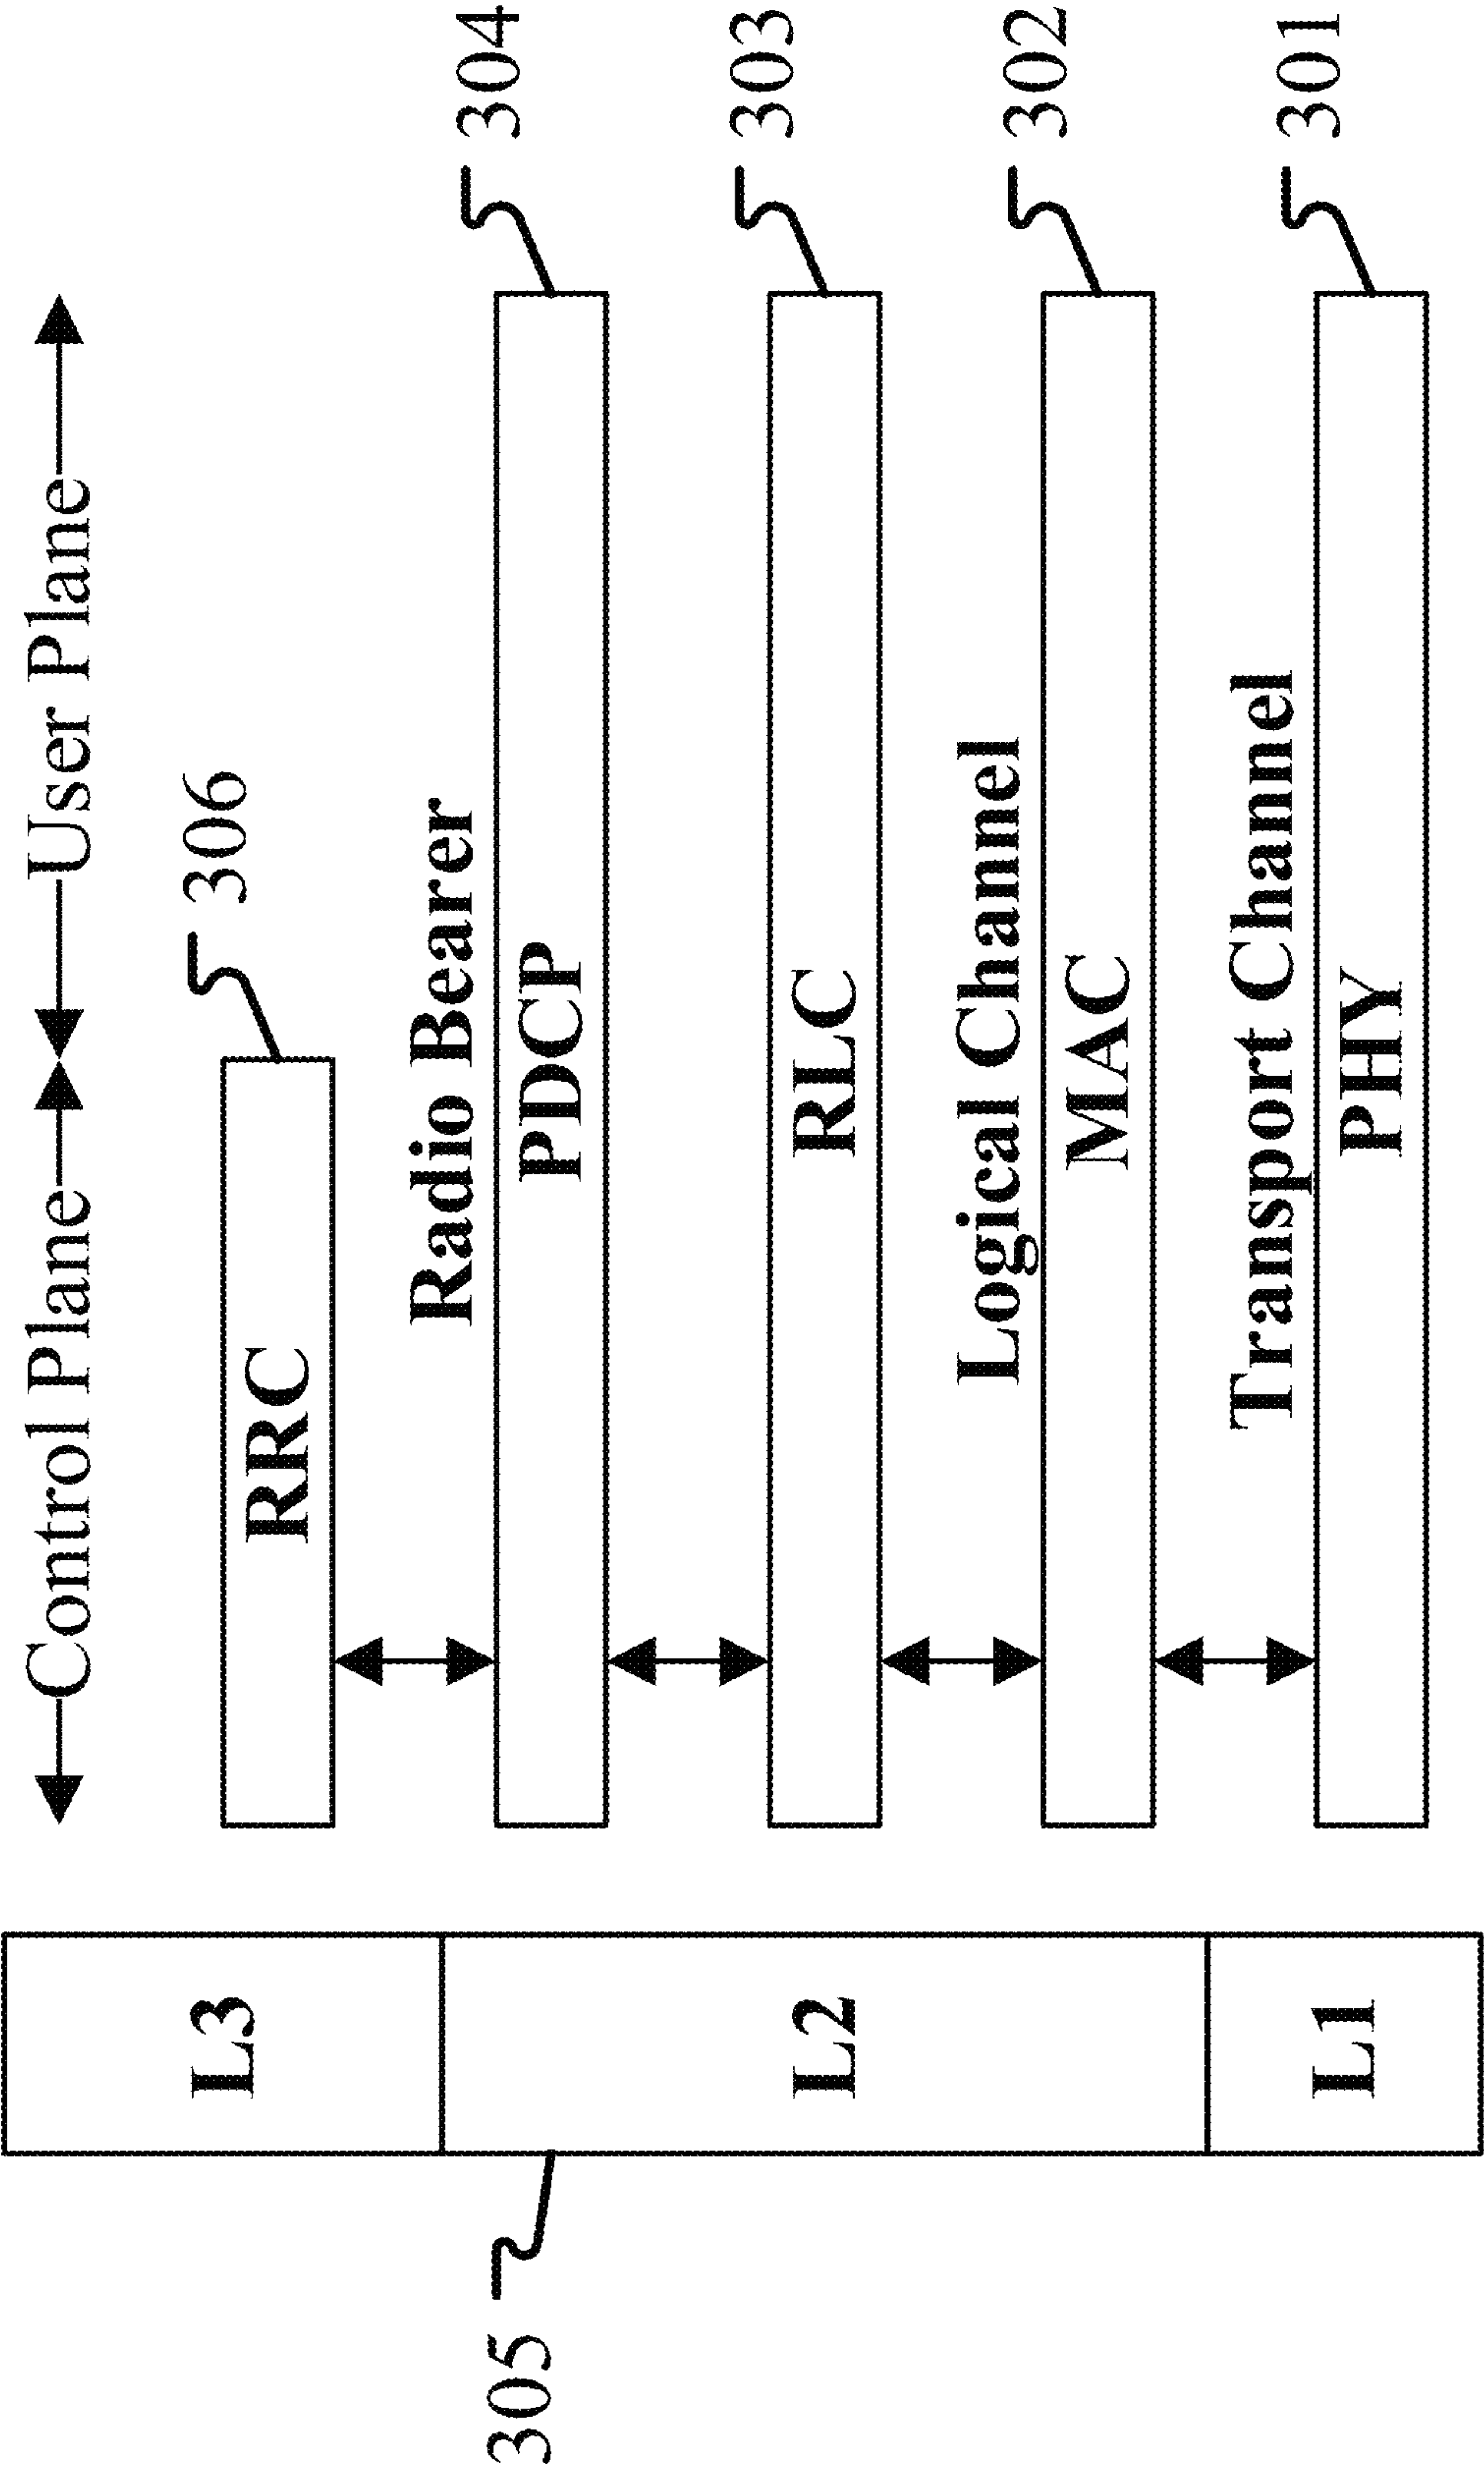 Control Plane
User Plane
L3
RRC
306
Radio Bearer
305
PDCP
304
L2
RLC
303
Logical Channel
MAC
302
Transport Channel
L1
PHY
301